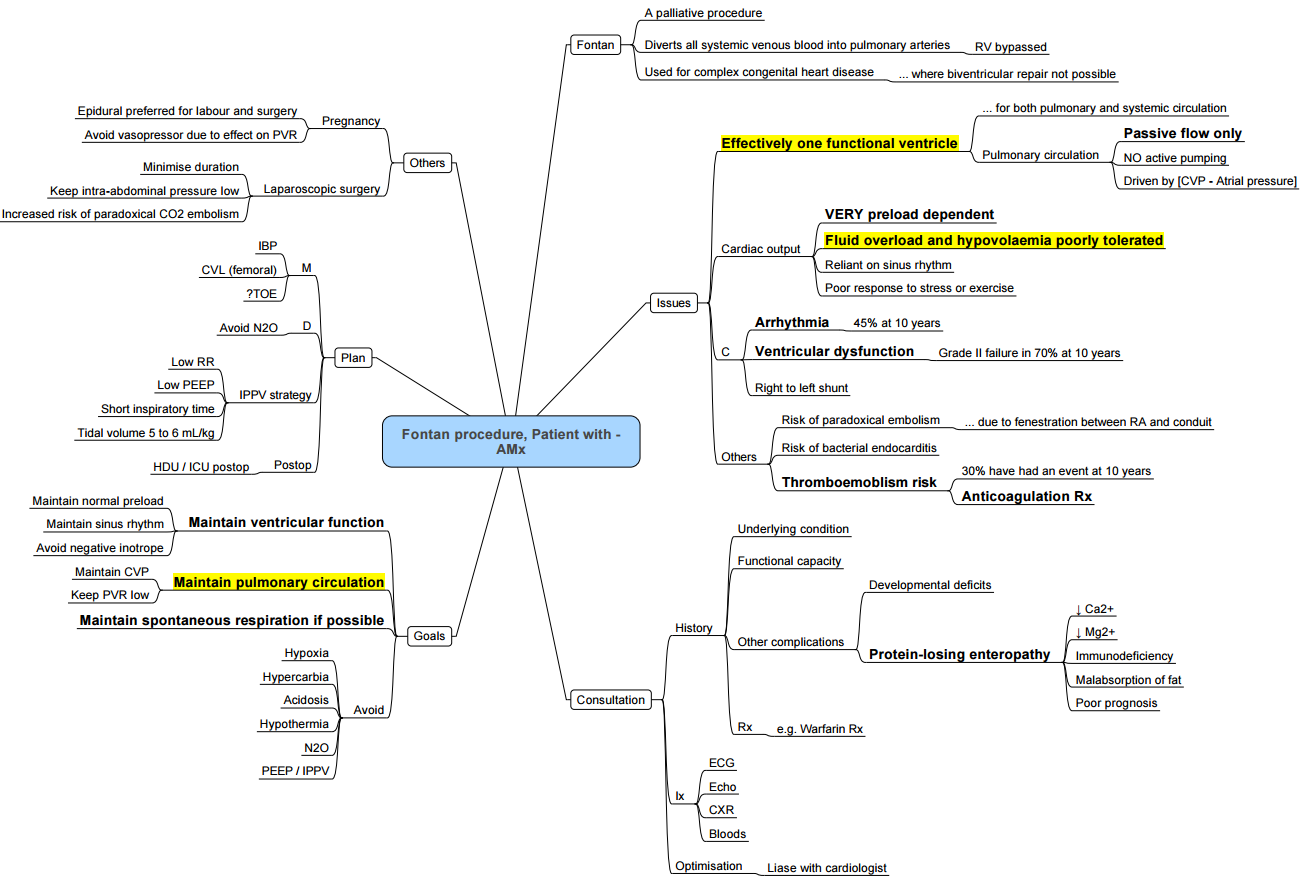 Fontan procedure, Patient with -
AMx
Fontan
A palliative procedure
Diverts all systemic venous blood into pulmonary arteries
RV bypassed
Used for complex congenital heart disease
... where biventricular repair not possible
Issues
Effectively one functional ventricle
... for both pulmonary and systemic circulation
Pulmonary circulation
Passive flow only
NO active pumping
Driven by [CVP - Atrial pressure]
Cardiac output
VERY preload dependent
Fluid overload and hypovolaemia poorly tolerated
Reliant on sinus rhythm
Poor response to stress or exercise
C
Arrhythmia
45% at 10 years
Ventricular dysfunction
Grade II failure in 70% at 10 years
Right to left shunt
Others
Risk of paradoxical embolism
... due to fenestration between RA and conduit
Risk of bacterial endocarditis
Thromboemoblism risk
30% have had an event at 10 years
Anticoagulation Rx
Consultation
History
Underlying condition
Functional capacity
Other complications
Developmental deficits
Protein-losing enteropathy
↓ Ca2+
↓ Mg2+
Immunodeficiency
Malabsorption of fat
Poor prognosis
Rx
e.g. Warfarin Rx
Ix
ECG
Echo
CXR
Bloods
Optimisation
Liase with cardiologist
Others
Pregnancy
Epidural preferred for labour and surgery
Avoid vasopressor due to effect on PVR
Laparoscopic surgery
Minimise duration
Keep intra-abdominal pressure low
Increased risk of paradoxical CO2 embolism
Plan
M
IBP
CVL (femoral)
?TOE
D
Avoid N2O
IPPV strategy
Low RR
Low PEEP
Short inspiratory time
Tidal volume 5 to 6 mL/kg
Postop
HDU / ICU postop
Goals
Maintain ventricular function
Maintain normal preload
Maintain sinus rhythm
Avoid negative inotrope
Maintain pulmonary circulation
Maintain CVP
Keep PVR low
Maintain spontaneous respiration if possible
Avoid
Hypoxia
Hypercarbia
Acidosis
Hypothermia
N2O
PEEP / IPPV